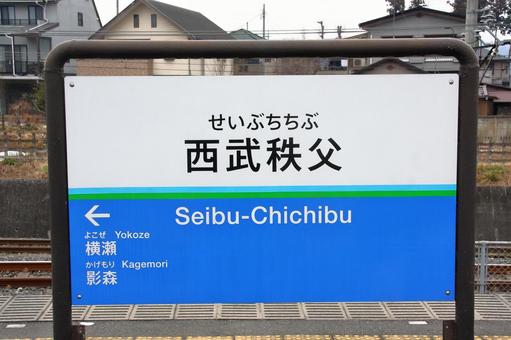 せいぶちちぶ
西武秩父
Seibu-Chichibu
←
よこぜ Yokoze
横瀬
かげもり Kagemori
影森